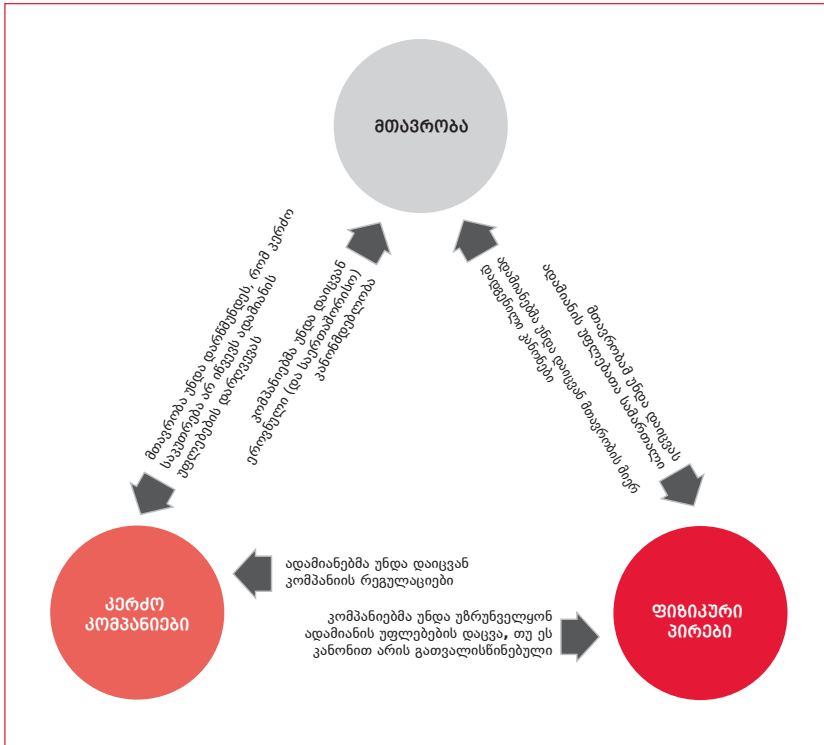 მთავრობა
მთავრობა უნდა დარწმუნდეს, რომ კერძო
საკუთრება არ იწვევს ადამიანის
უფლებების დარღვევას
კომპანიებმა უნდა დაიცვან
ეროვნული (და საერთაშორისო)
კანონმდებლობა
ადამიანებმა უნდა დაიცვან მთავრობის მიერ
დადგენილი კანონები
მთავრობამ უნდა დაიცვას
ადამიანის უფლებათა სამართალი
კერძო
კომპანიები
ადამიანებმა უნდა დაიცვან
კომპანიის რეგულაციები
კომპანიებმა უნდა უზრუნველყონ
ადამიანის უფლებების დაცვა, თუ ეს
კანონით არის გათვალისწინებული
ფიზიკური
პირები